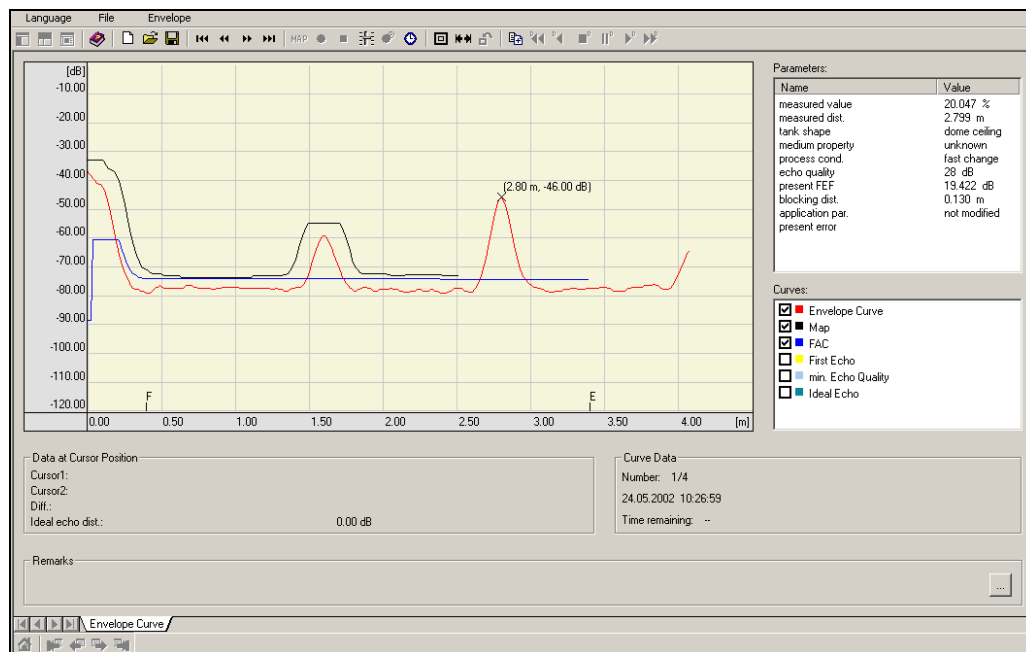 Language File Envelope
MAP
[dB]
-10.00
-20.00
-30.00
-40.00
-50.00
-60.00
-70.00
-80.00
-90.00
-100.00
-110.00
-120.00
(2.80 m, -46.00 dB)
F
E
0.00 0.50 1.00 1.50 2.00 2.50 3.00 3.50 4.00 [m]
Parameters:
Name Value
measured value 20.047 %
measured dist. 2.799 m
tank shape dome ceiling
medium property unknown
process cond. fast change
echo quality 28 dB
present FEF 19.422 dB
blocking dist. 0.130 m
application par. not modified
present error
Curves:
Envelope Curve
Map
FAC
First Echo
min. Echo Quality
Ideal Echo
Data at Cursor Position
Cursor1:
Cursor2:
Diff.:
Ideal echo dist.: 0.00 dB
Curve Data
Number: 1/4
24.05.2002 10:26:59
Time remaining: --
Remarks
...
Envelope Curve